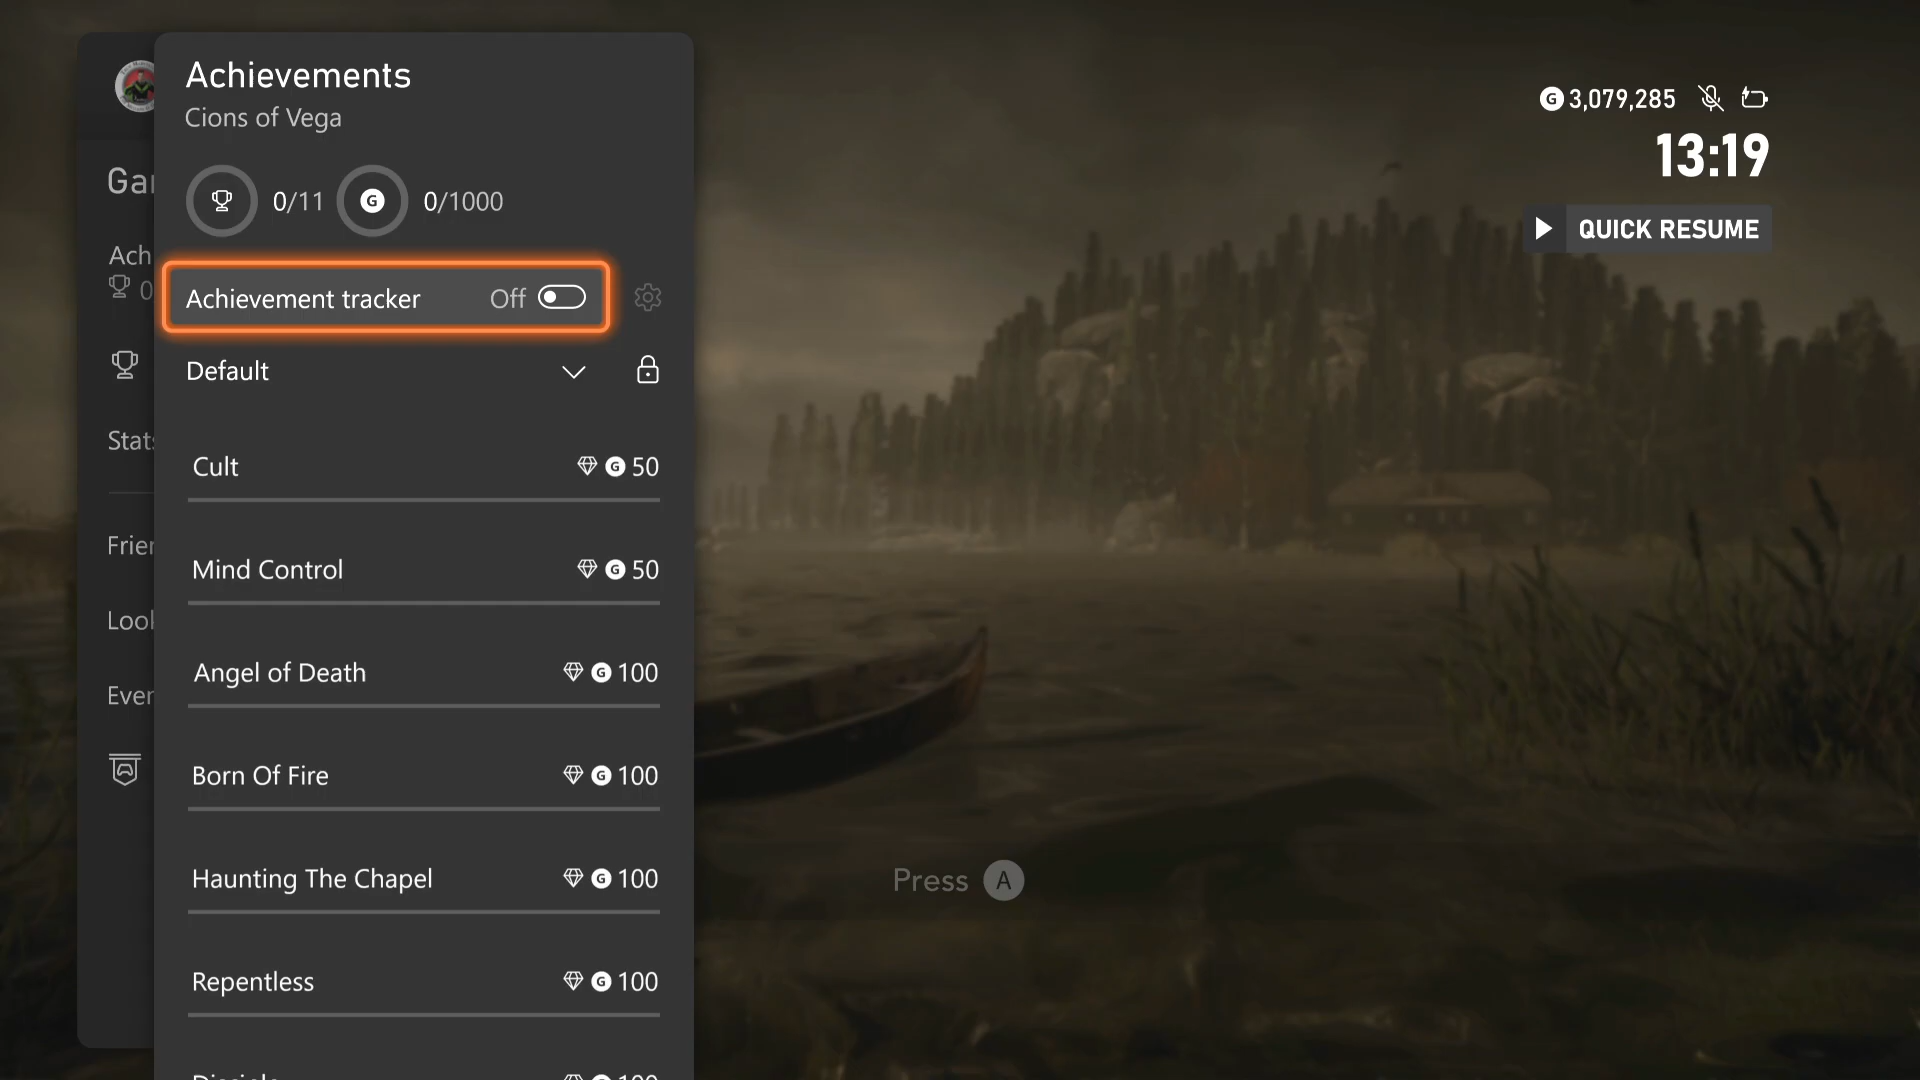 Achievements
Cions of Vega
0/11
G
0/1000
Achievement tracker
Off
Default
Cult
G 50
Mind Control
G 50
Angel of Death
G 100
Born Of Fire
G 100
Haunting The Chapel
G 100
Repentless
G 100
G 3,079,285
13:19
QUICK RESUME
Press A